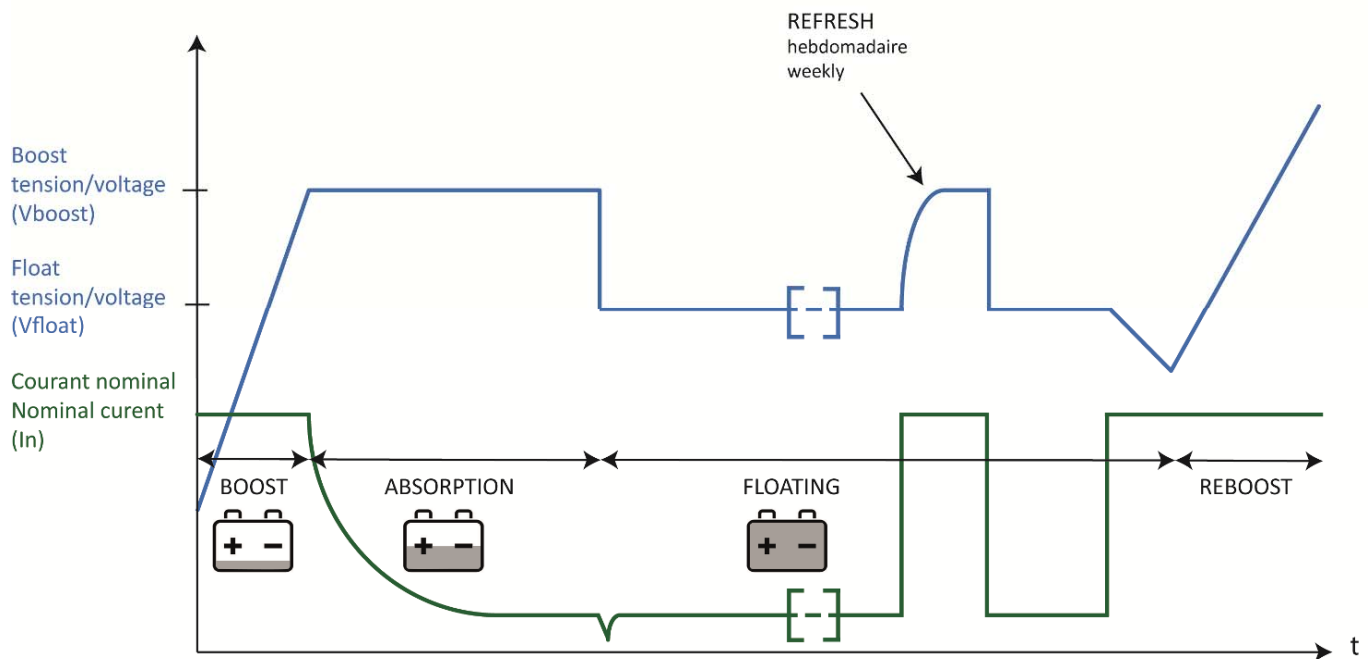 REFRESH
hebdomadaire
weekly
Boost
tension/voltage
(Vboost)
Float
tension/voltage
(Vfloat)
Courant nominal
Nominal curent
(In)
BOOST
ABSORPTION
FLOATING
REBOOST
+ −
+ −
+ −
t